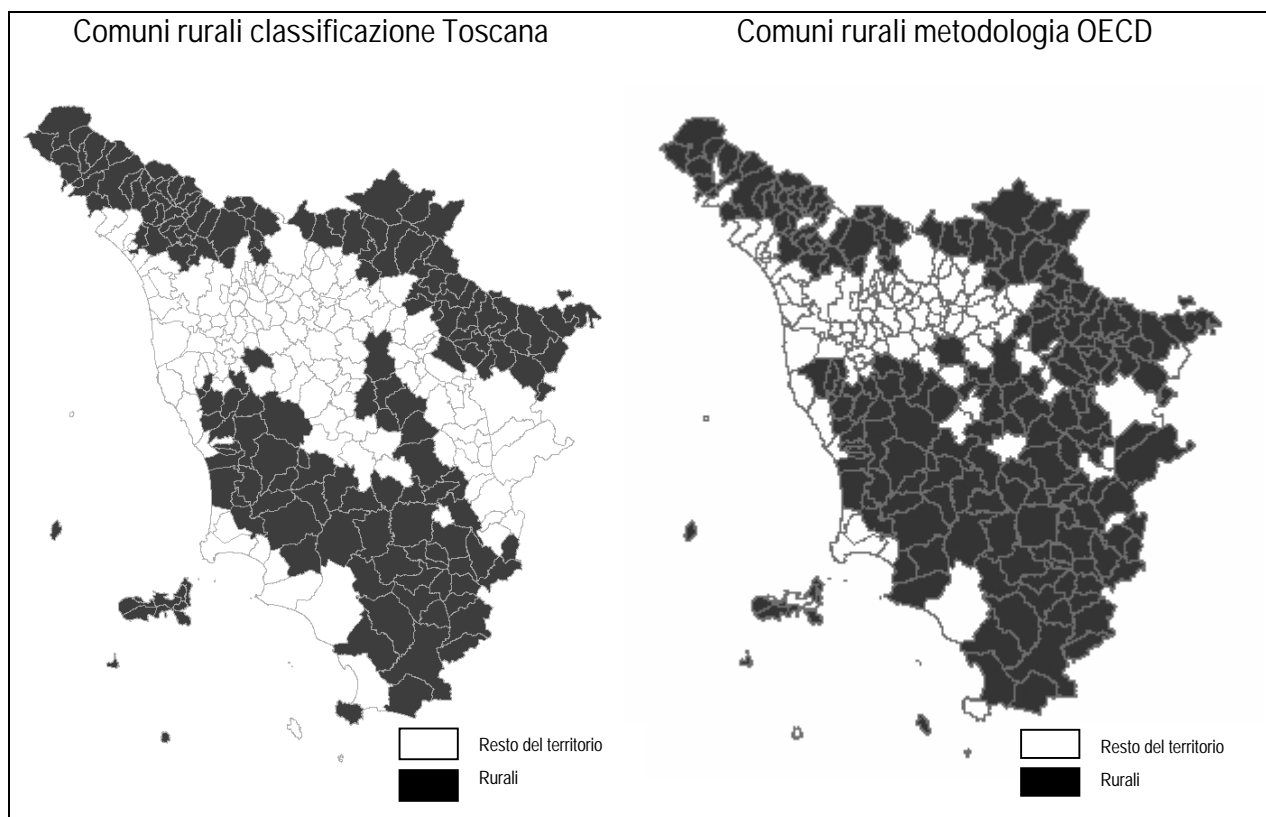 Comuni rurali classificazione Toscana
Comuni rurali metodologia OECD
Resto del territorio
Rurali
Resto del territorio
Rurali